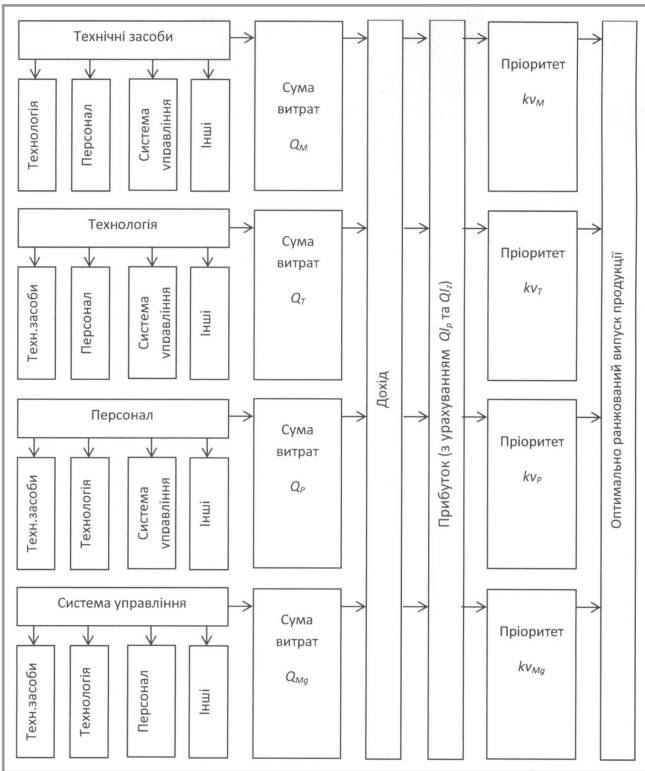 Технічні засоби
Технологія
Персонал
Система
управління
Інші
Сума
витрат
Q_M
Пріоритет
kv_M
Технологія
Техн.засоби
Персонал
Система
управління
Інші
Сума
витрат
Q_T
Пріоритет
kv_T
Персонал
Техн.засоби
Технологія
Система
управління
Інші
Сума
витрат
Q_P
Пріоритет
kv_P
Система управління
Техн.засоби
Технологія
Персонал
Інші
Сума
витрат
Q_Mg
Пріоритет
kv_Mg
Дохід
Прибуток (з урахуванням QI_p та QI_z)
Оптимально ранжований випуск продукції